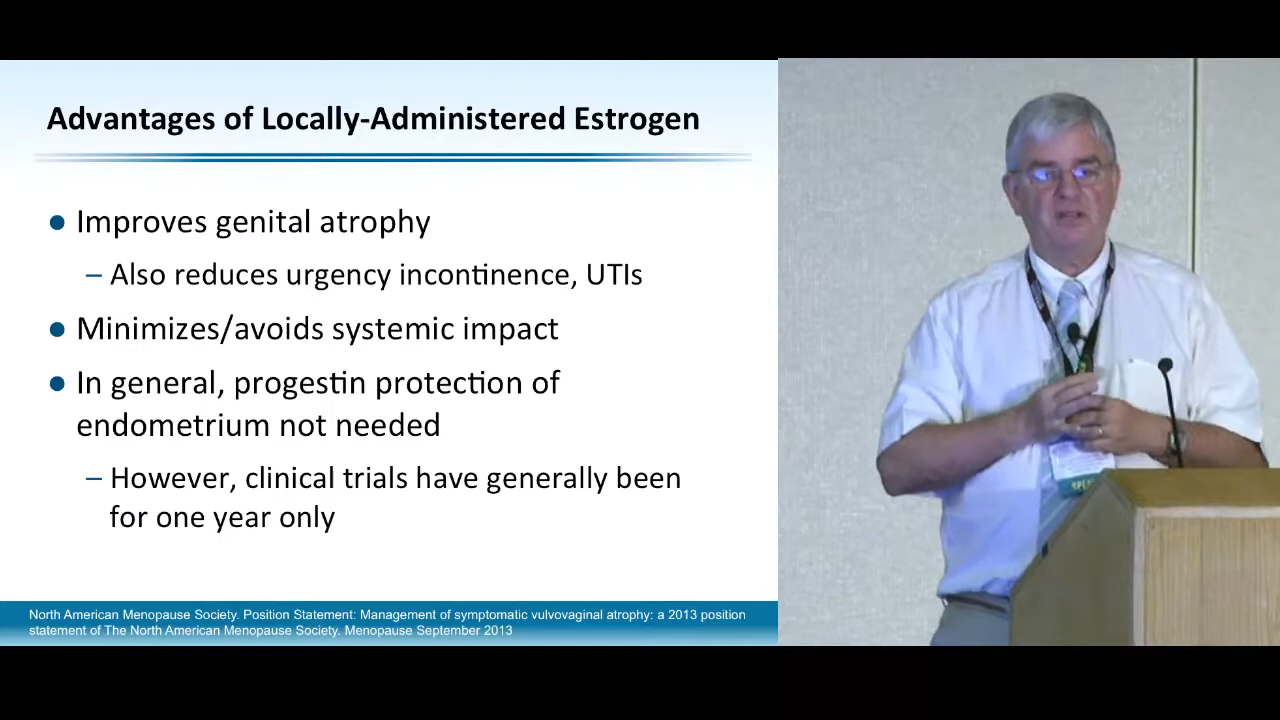 Advantages of Locally-Administered Estrogen
● Improves genital atrophy
– Also reduces urgency incontinence, UTIs
● Minimizes/avoids systemic impact
● In general, progestin protection of
endometrium not needed
– However, clinical trials have generally been
for one year only
North American Menopause Society. Position Statement: Management of symptomatic vulvovaginal atrophy: a 2013 position
statement of The North American Menopause Society. Menopause September 2013